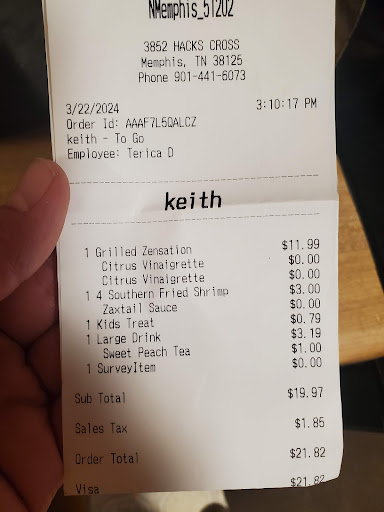 NMemphis_51202
3852 HACKS CROSS
Memphis, TN 38125
Phone 901-441-6073
3/22/2024 3:10:17 PM
Order Id: AAAF7L5QALCZ
keith - To Go
Employee: Terica D
keith
1 Grilled Zensation $11.99
Citrus Vinaigrette $0.00
Citrus Vinaigrette $0.00
1 4 Southern Fried Shrimp $3.00
Zaxtail Sauce $0.00
1 Kids Treat $0.79
1 Large Drink $3.19
Sweet Peach Tea $1.00
1 SurveyItem $0.00
Sub Total $19.97
Sales Tax $1.85
Order Total $21.82
Visa $21.82